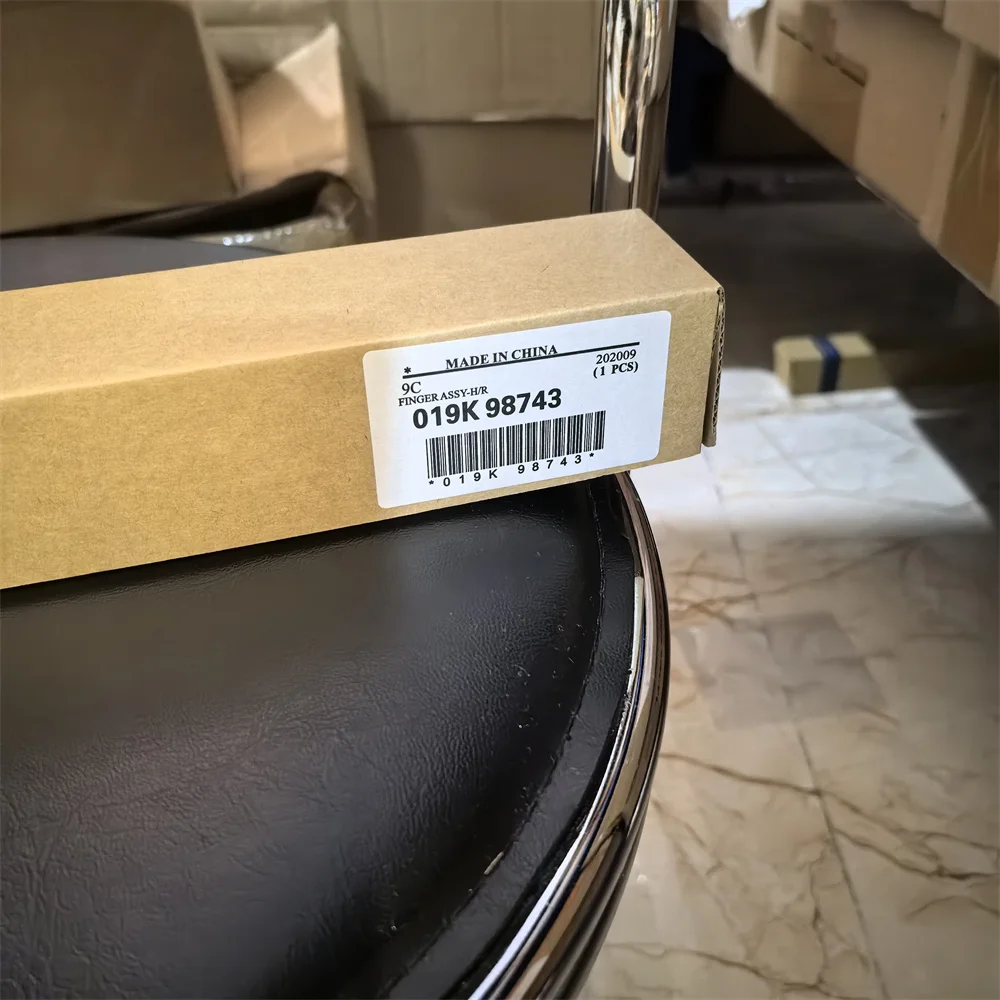 * MADE IN CHINA
9C 202009
FINGER ASSY-H/R (1 PCS)
019K 98743
*019K 98743*